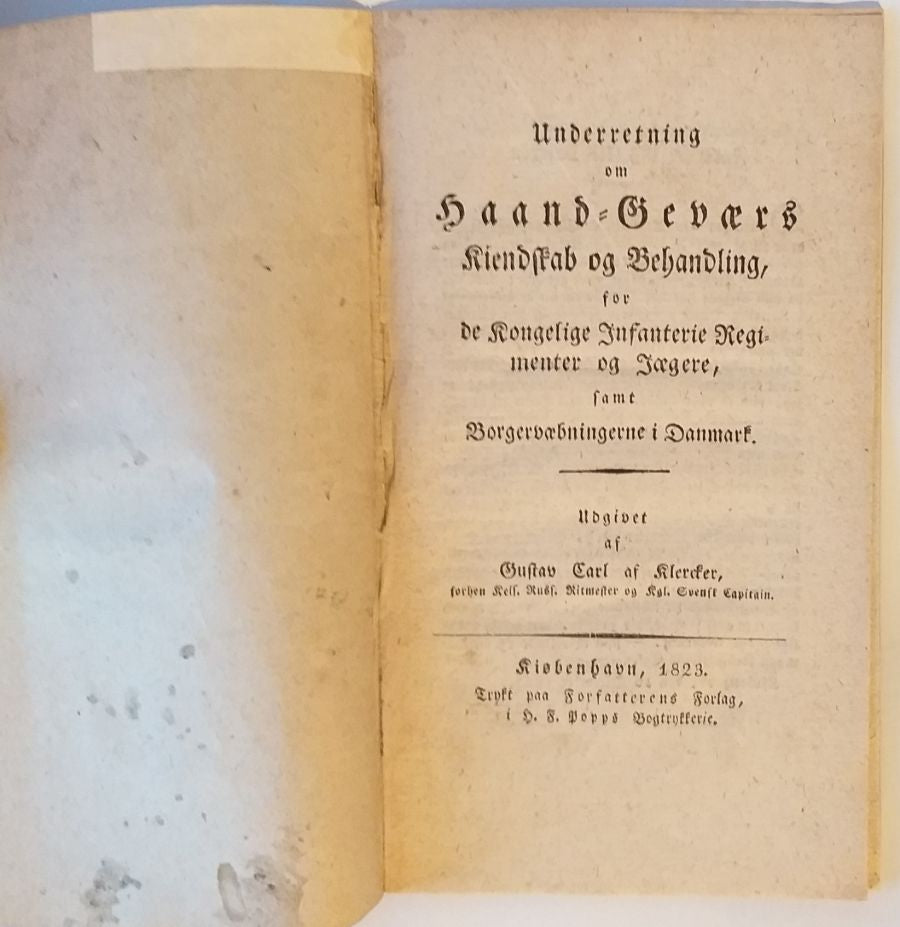 Underretning
om
Haand-Geværs
Kiendskab og Behandling,
for
de Kongelige Infanterie Regi-
menter og Jægere,
samt
Borgervæbningerne i Danmark.
Udgivet
af
Gustav Carl af Klercker,
forhen Keis. Russ. Ritmester og Kgl. Svensk Capitain.
Kiøbenhavn, 1823.
Trykt paa Forfatterens Forlag,
i H. F. Popps Bogtrykkerie.